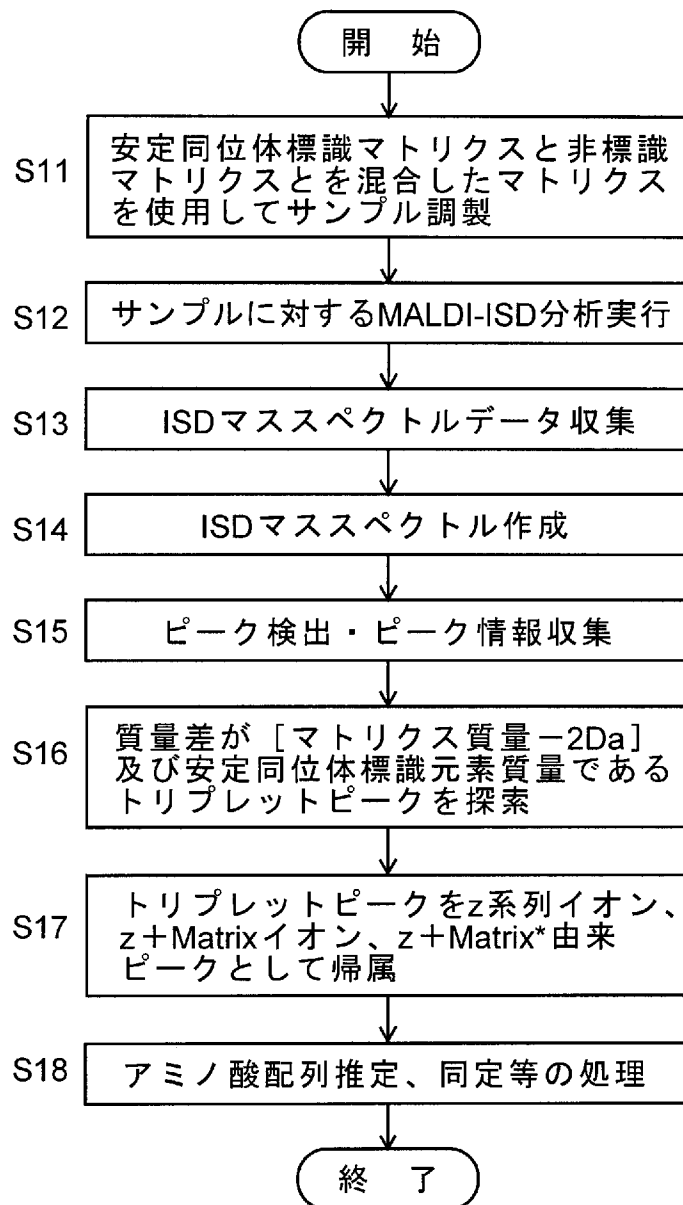 開 始
S11
安定同位体標識マトリクスと非標識
マトリクスとを混合したマトリクス
を使用してサンプル調製
S12
サンプルに対するMALDI-ISD分析実行
S13
ISDマススペクトルデータ収集
S14
ISDマススペクトル作成
S15
ピーク検出・ピーク情報収集
S16
質量差が［マトリクス質量－2Da］
及び安定同位体標識元素質量である
トリプレットピークを探索
S17
トリプレットピークをz系列イオン、
z＋Matrixイオン、z＋Matrix*由来
ピークとして帰属
S18
アミノ酸配列推定、同定等の処理
終 了